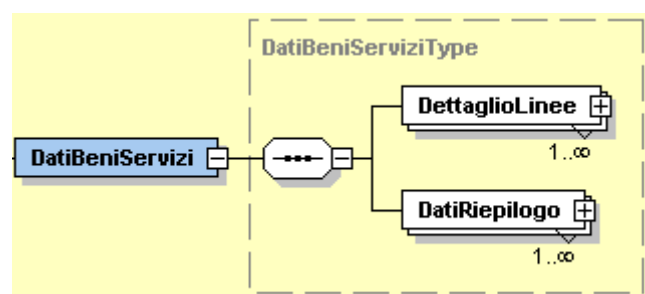 DatiBeniServiziType
DettaglioLinee
1..∞
DatiBeniServizi
DatiRiepilogo
1..∞